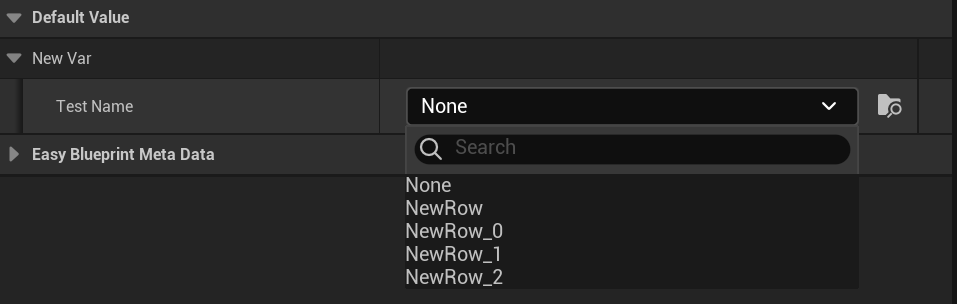 Default Value
New Var
Test Name
None
Search
Easy Blueprint Meta Data
None
NewRow
NewRow_0
NewRow_1
NewRow_2